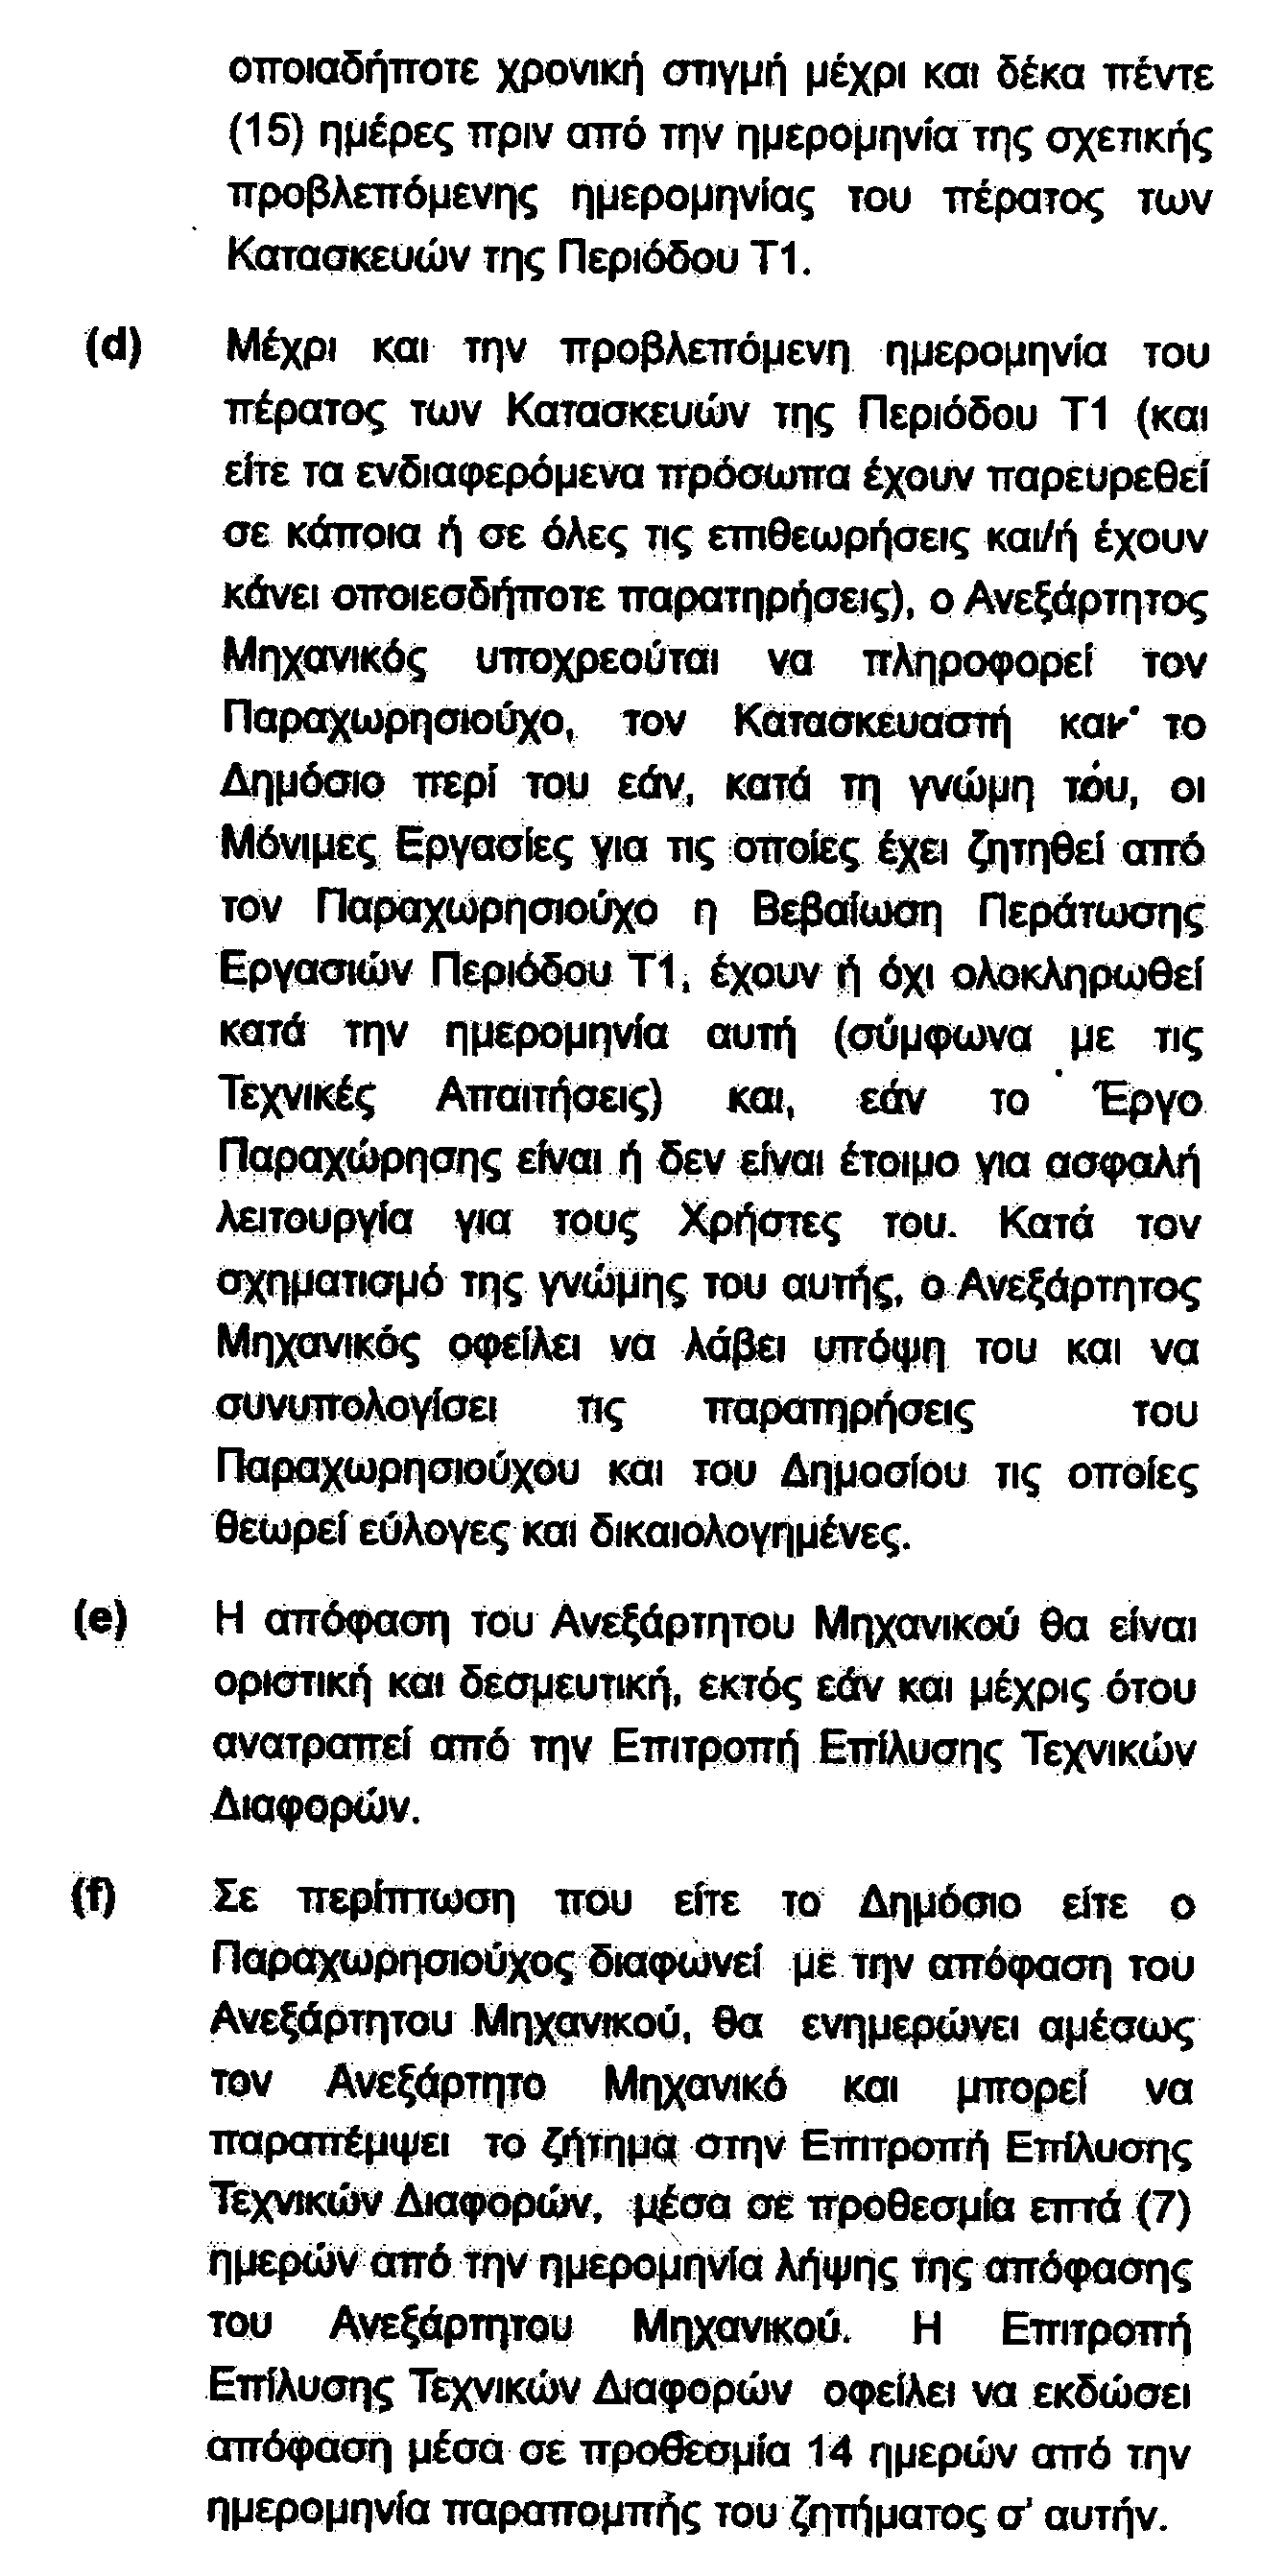 οποιαδήποτε χρονική στιγμή μέχρι και δέκα πέντε
(15) ημέρες πριν από την ημερομηνία της σχετικής
προβλεπόμενης ημερομηνίας του πέρατος των
Κατασκευών της Περιόδου Τ1.
(d) Μέχρι και την προβλεπόμενη ημερομηνία του
πέρατος των Κατασκευών της Περιόδου Τ1 (και
είτε τα ενδιαφερόμενα πρόσωπα έχουν παρευρεθεί
σε κάποια ή σε όλες τις επιθεωρήσεις και/ή έχουν
κάνει οποιεσδήποτε παρατηρήσεις), ο Ανεξάρτητος
Μηχανικός υποχρεούται να πληροφορεί τον
Παραχωρησιούχο, τον Κατασκευαστή και το
Δημόσιο περί του εάν, κατά τη γνώμη του, οι
Μόνιμες Εργασίες για τις οποίες έχει ζητηθεί από
τον Παραχωρησιούχο η Βεβαίωση Περάτωσης
Εργασιών Περιόδου Τ1, έχουν ή όχι ολοκληρωθεί
κατά την ημερομηνία αυτή (σύμφωνα με τις
Τεχνικές Απαιτήσεις) και, εάν το Έργο
Παραχώρησης είναι ή δεν είναι έτοιμο για ασφαλή
λειτουργία για τους Χρήστες του. Κατά τον
σχηματισμό της γνώμης του αυτής, ο Ανεξάρτητος
Μηχανικός οφείλει να λάβει υπόψη του και να
συνυπολογίσει τις παρατηρήσεις του
Παραχωρησιούχου και του Δημοσίου τις οποίες
θεωρεί εύλογες και δικαιολογημένες.
(e) Η απόφαση του Ανεξάρτητου Μηχανικού θα είναι
οριστική και δεσμευτική, εκτός εάν και μέχρις ότου
ανατραπεί από την Επιτροπή Επίλυσης Τεχνικών
Διαφορών.
(f) Σε περίπτωση που είτε το Δημόσιο είτε ο
Παραχωρησιούχος διαφωνεί με την απόφαση του
Ανεξάρτητου Μηχανικού, θα ενημερώνει αμέσως
τον Ανεξάρτητο Μηχανικό και μπορεί να
παραπέμψει το ζήτημα στην Επιτροπή Επίλυσης
Τεχνικών Διαφορών, μέσα σε προθεσμία επτά (7)
ημερών από την ημερομηνία λήψης της απόφασης
του Ανεξάρτητου Μηχανικού. Η Επιτροπή
Επίλυσης Τεχνικών Διαφορών οφείλει να εκδώσει
απόφαση μέσα σε προθεσμία 14 ημερών από την
ημερομηνία παραπομπής του ζητήματος σ' αυτήν.